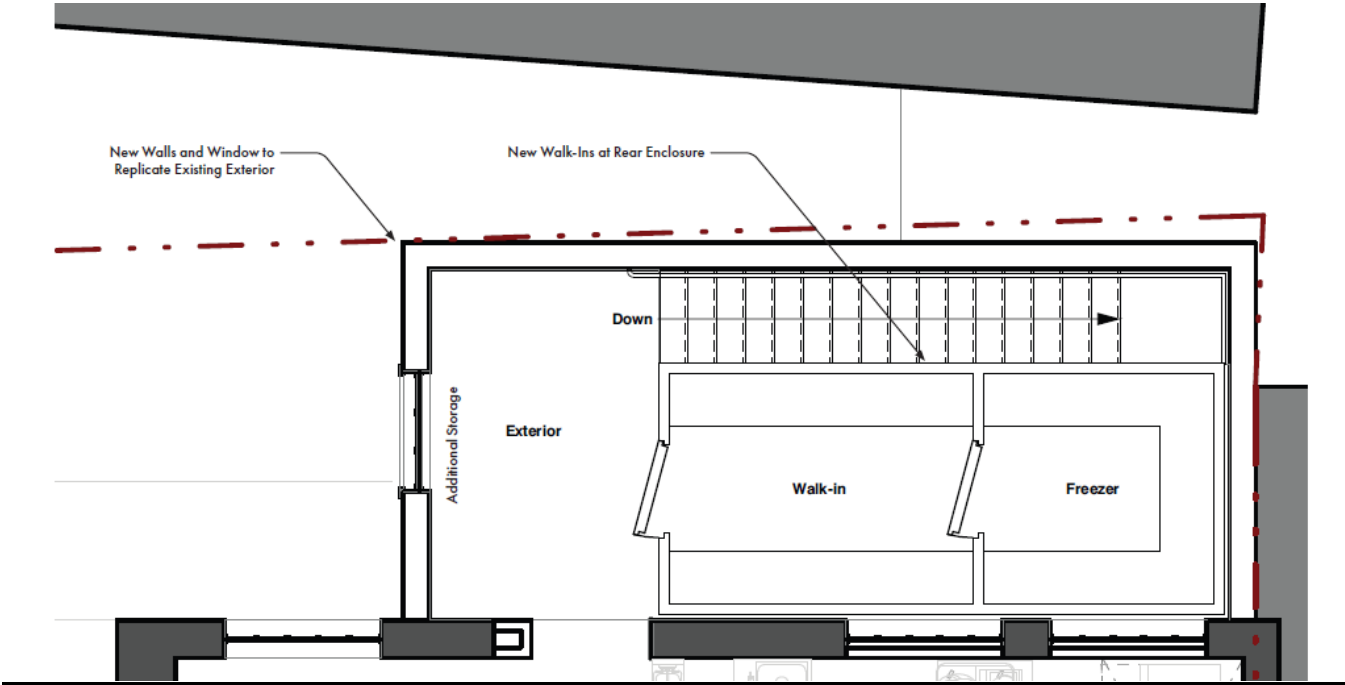 New Walls and Window to
Replicate Existing Exterior
New Walk-Ins at Rear Enclosure
Down
Additional Storage
Exterior
Walk-in
Freezer